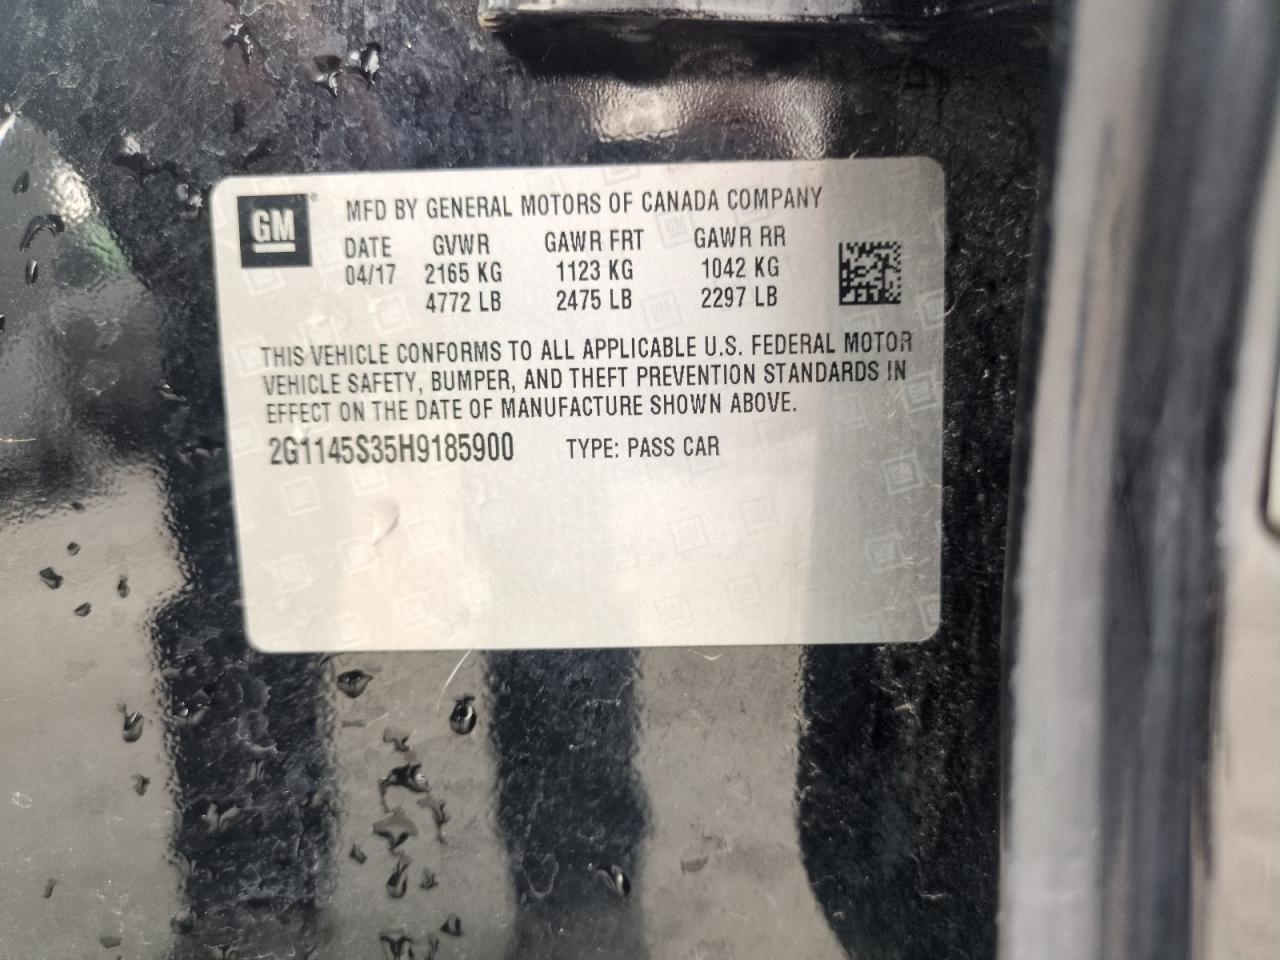 GM ® MFD BY GENERAL MOTORS OF CANADA COMPANY
DATE GVWR GAWR FRT GAWR RR
04/17 2165 KG 1123 KG 1042 KG
4772 LB 2475 LB 2297 LB
THIS VEHICLE CONFORMS TO ALL APPLICABLE U.S. FEDERAL MOTOR
VEHICLE SAFETY, BUMPER, AND THEFT PREVENTION STANDARDS IN
EFFECT ON THE DATE OF MANUFACTURE SHOWN ABOVE.
2G1145S35H9185900 TYPE: PASS CAR